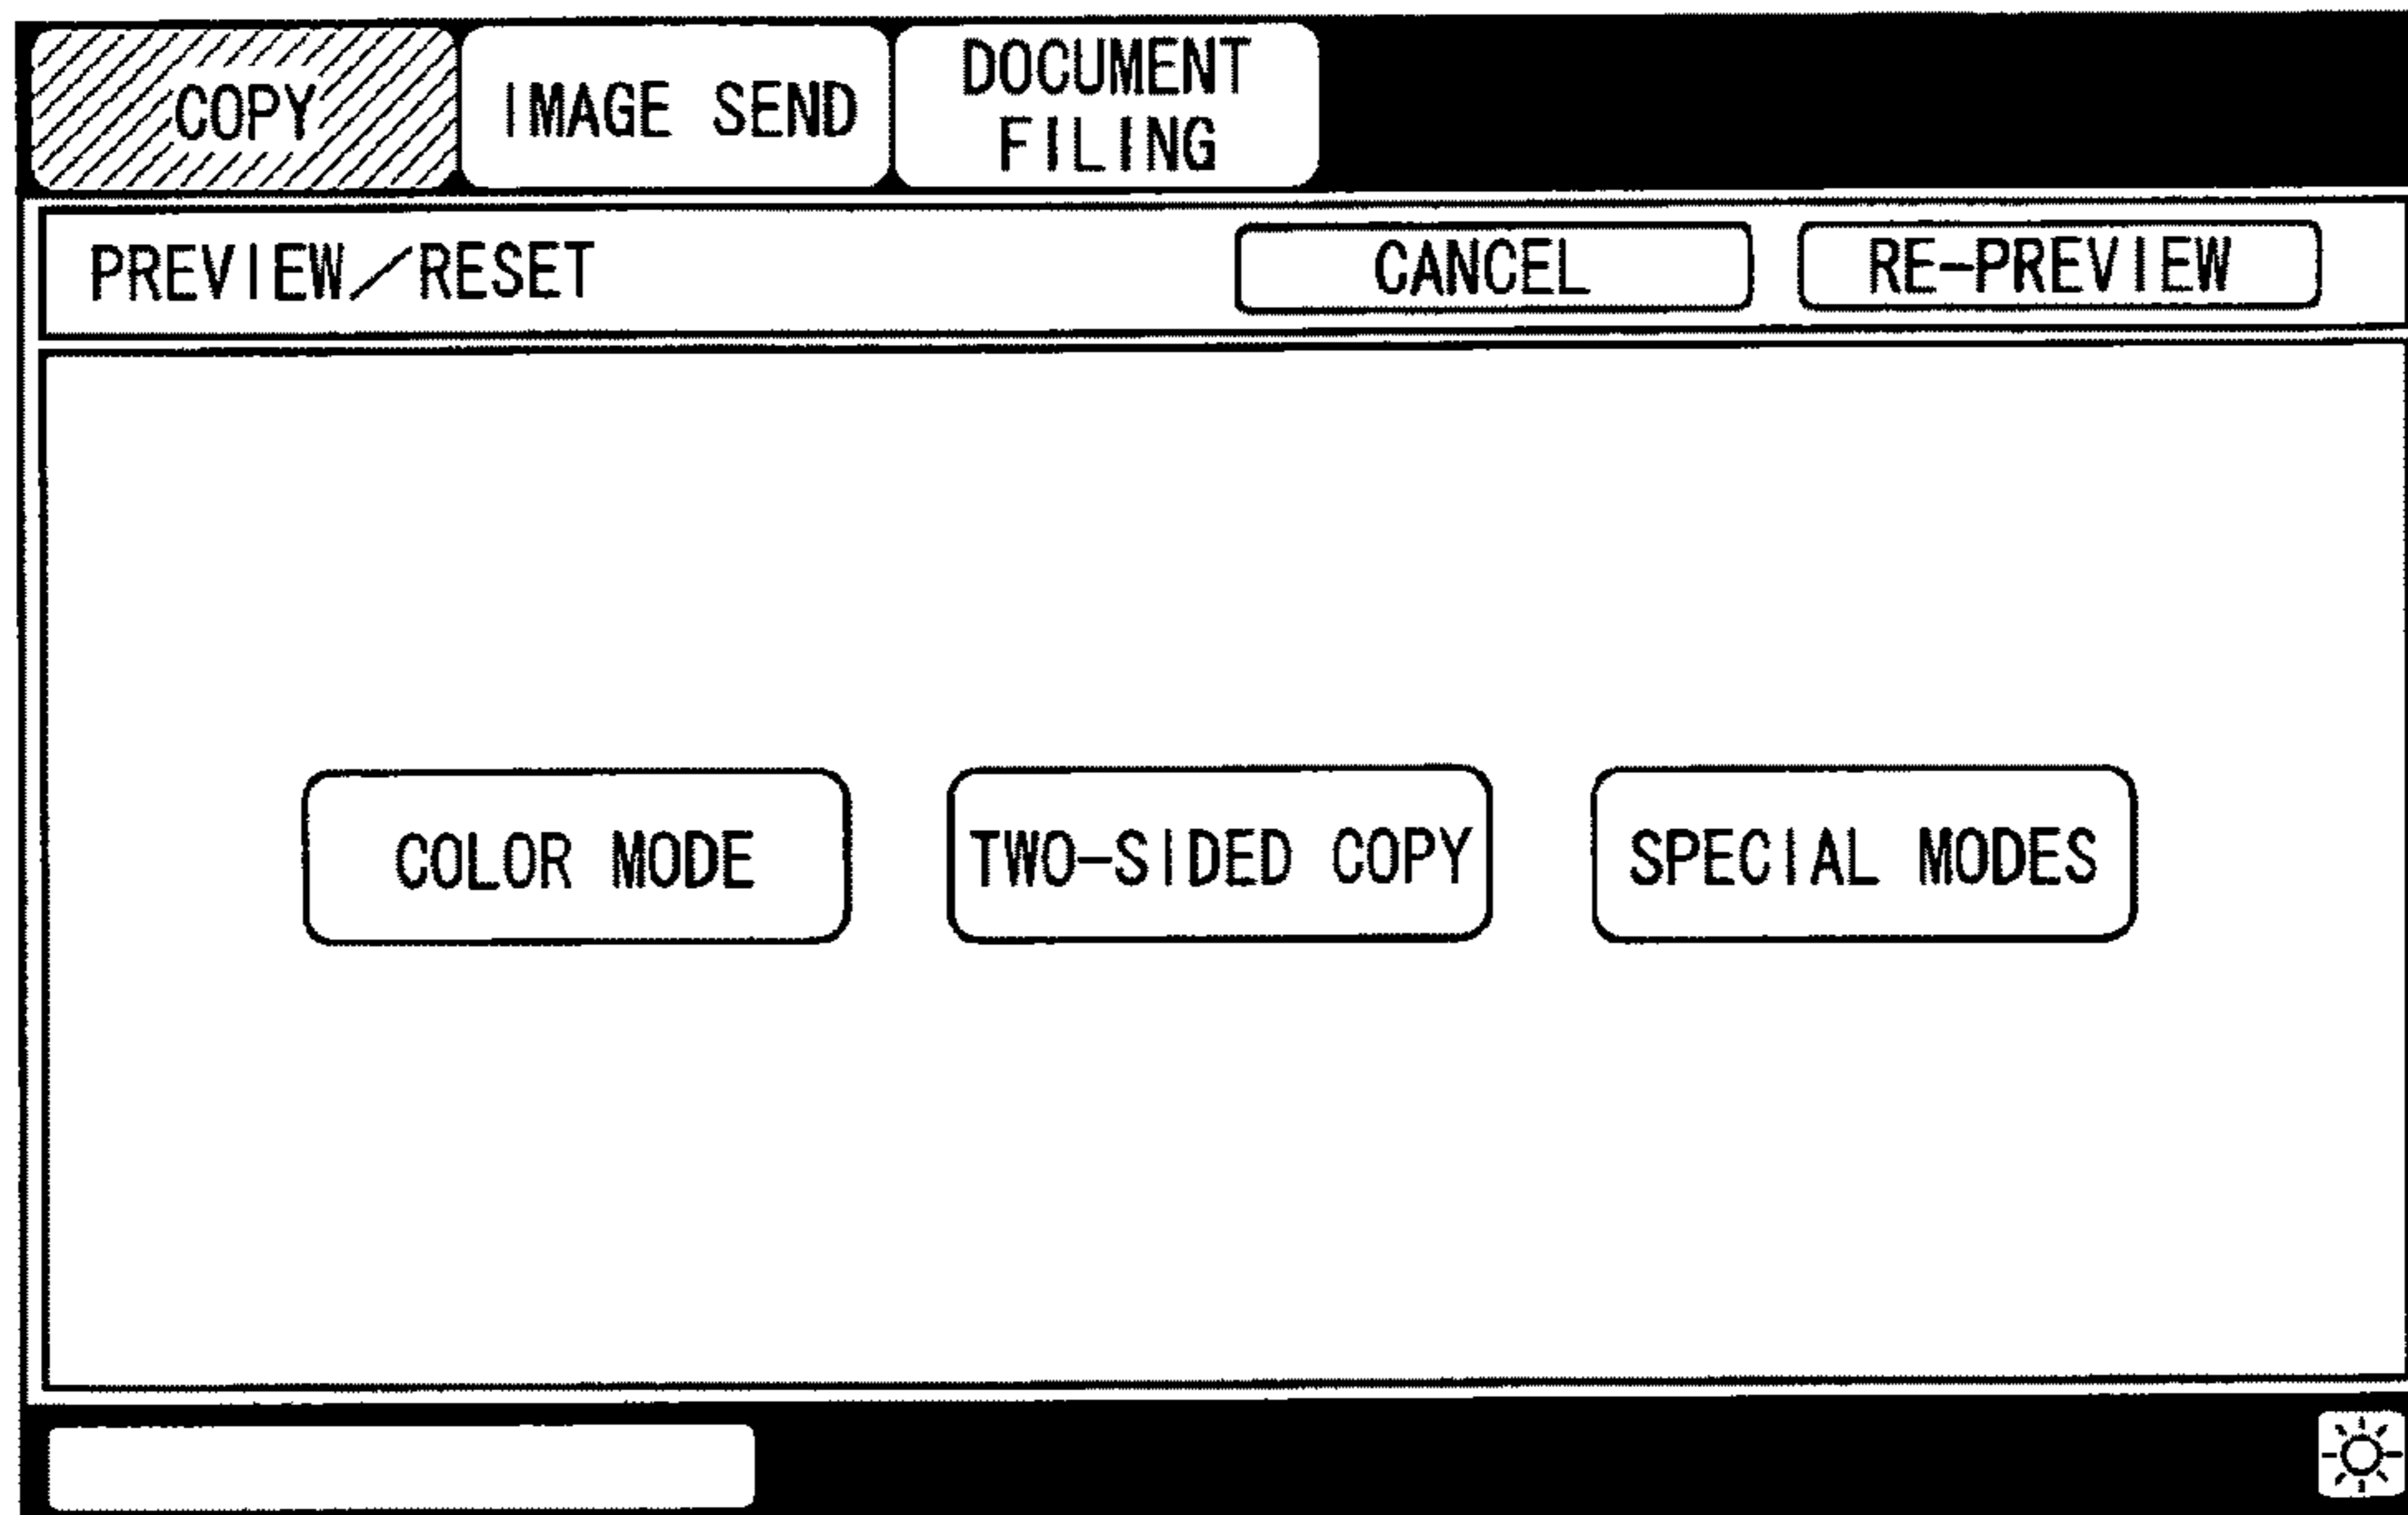 COPY
IMAGE SEND
DOCUMENT
FILING
PREVIEW/RESET
CANCEL
RE-PREVIEW
COLOR MODE
TWO-SIDED COPY
SPECIAL MODES